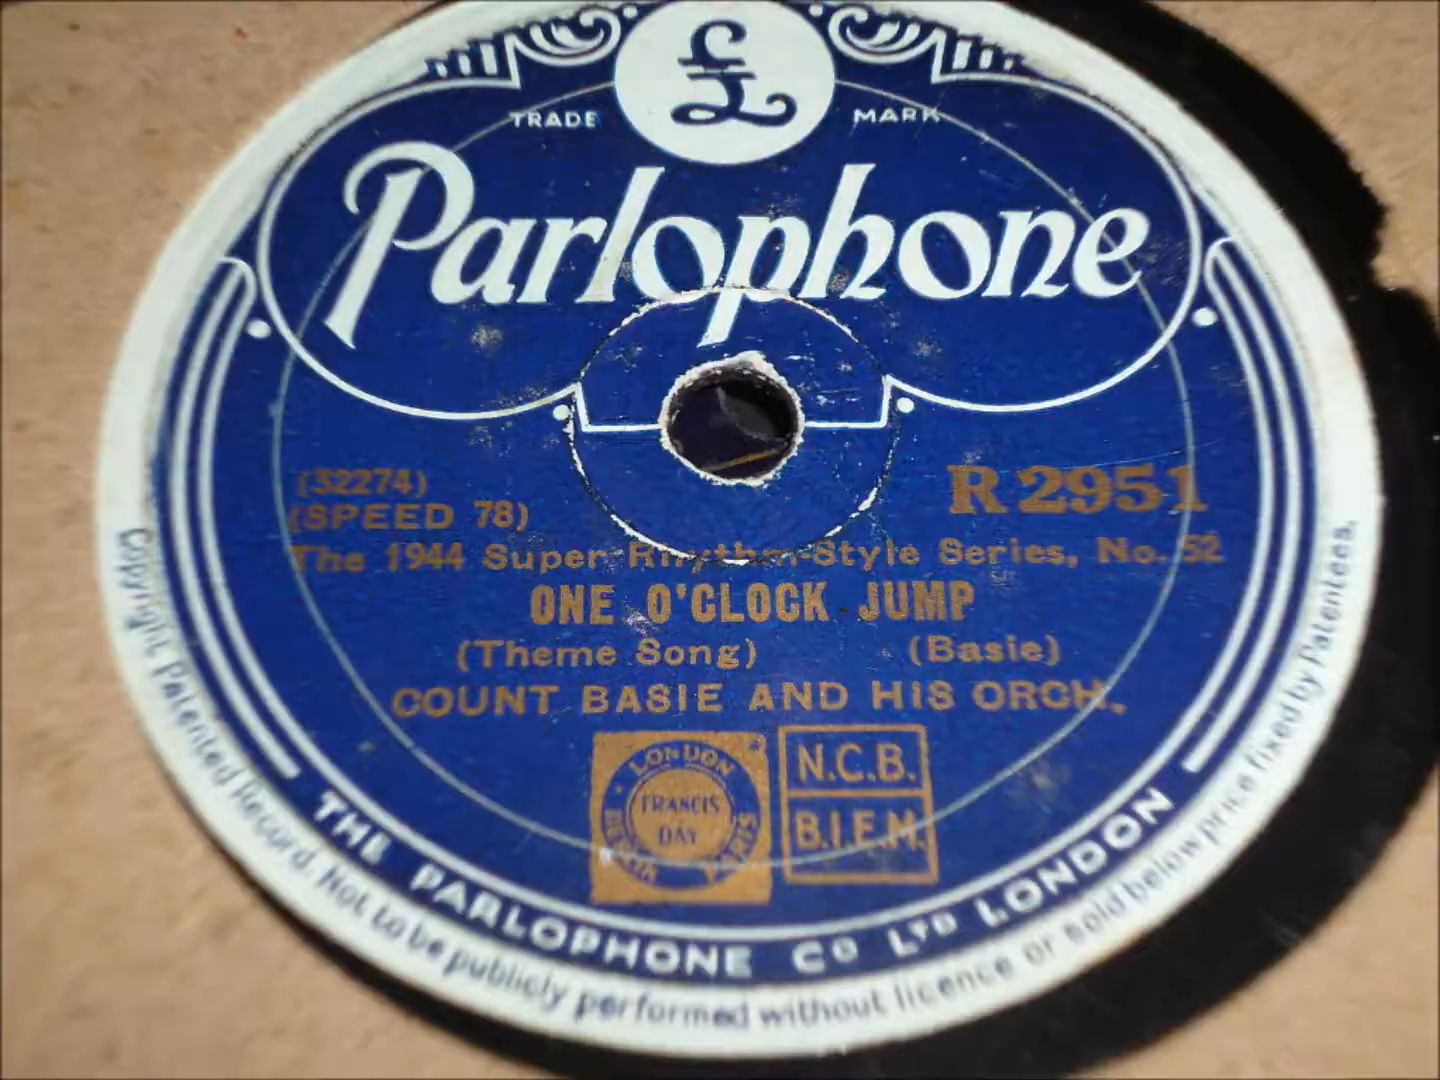 TRADE MARK
Parlophone
(32274)
R 2951
(SPEED 78)
The 1944 Super Rhythm-Style Series, No. 52
ONE O'CLOCK JUMP
(Theme Song) (Basie)
COUNT BASIE AND HIS ORCH.
LONDON
FRANCIS
DAY
PARIS
N.C.B.
B.I.E.M.
THE PARLOPHONE CO LTD LONDON
Copyright Patented Record. Not to be publicly performed without licence or sold below price fixed by Patentees.